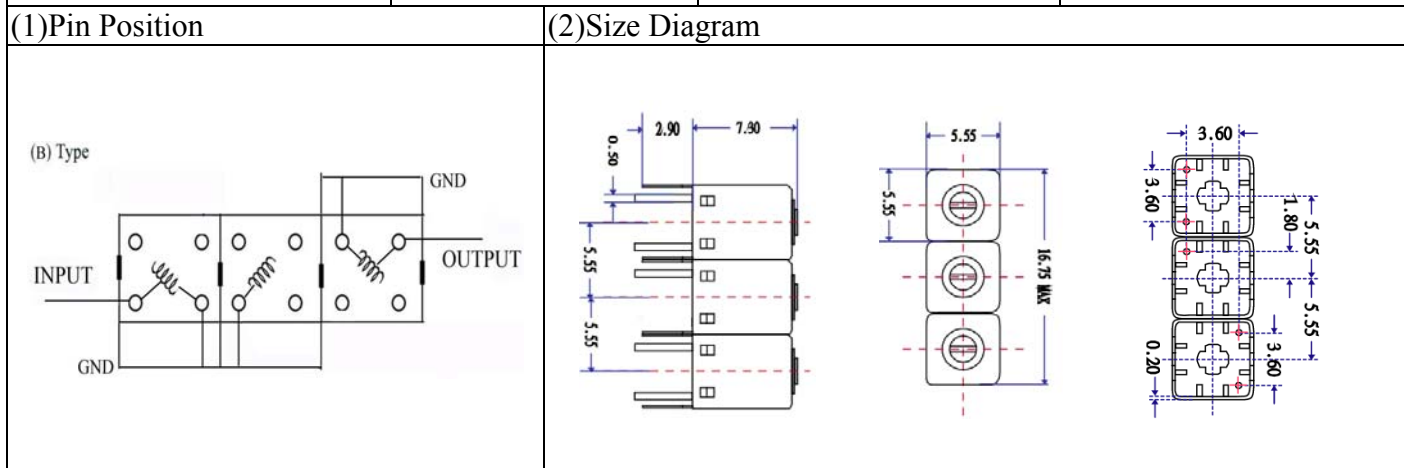 (1)Pin Position
(2)Size Diagram
(B) Type
GND
INPUT
OUTPUT
GND
2.90
7.90
0.50
5.55
5.55
5.55
5.55
16.75 MAX
3.60
3.60
1.80
5.55
5.55
3.60
0.20